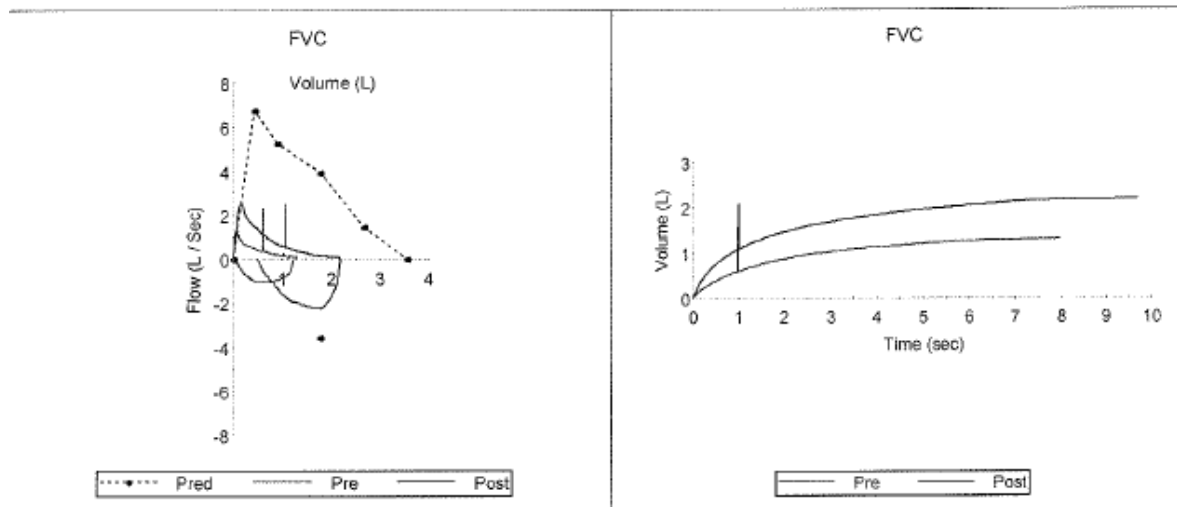 FVC
Volume (L)
8
6
4
2
0
-2
-4
-6
-8
1
2
3
4
Flow (L / Sec)
Pred Pre Post
FVC
3
2
1
0
Volume (L)
0 1 2 3 4 5 6 7 8 9 10
Time (sec)
Pre Post